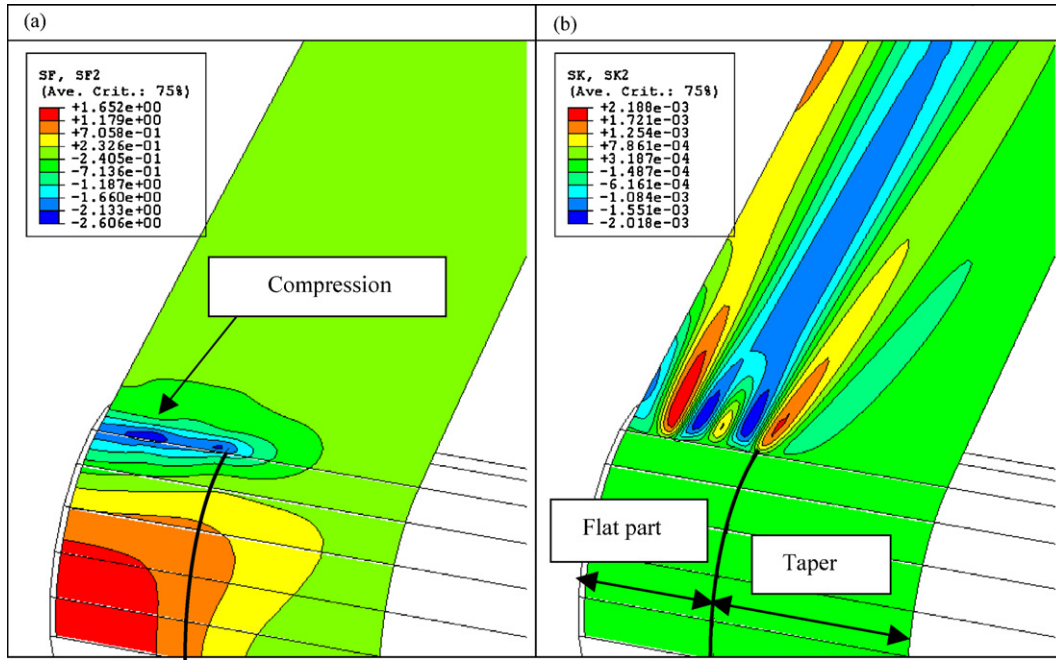 (a)
SF, SF2
(Ave. Crit.: 75%)
+1.652e+00
+1.179e+00
+7.058e-01
+2.326e-01
-2.405e-01
-7.136e-01
-1.187e+00
-1.660e+00
-2.133e+00
-2.606e+00
Compression
(b)
SK, SK2
(Ave. Crit.: 75%)
+2.188e-03
+1.721e-03
+1.254e-03
+7.861e-04
+3.187e-04
-1.487e-04
-6.161e-04
-1.084e-03
-1.551e-03
-2.018e-03
Flat part
Taper